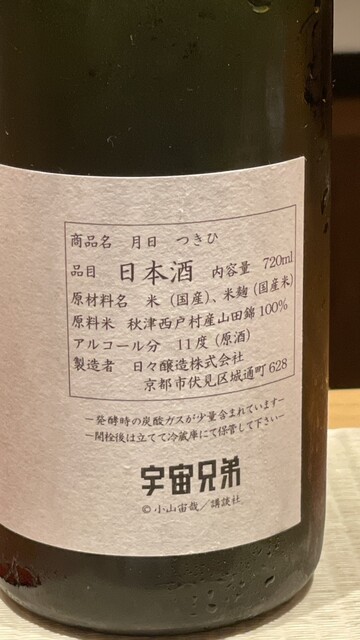 商品名 月日 つきひ
品目 日本酒 内容量 720ml
原材料名 米（国産）、米麹（国産米）
原料米 秋津西戸村産山田錦100%
アルコール分 11度（原酒）
製造者 日々醸造株式会社
京都市伏見区城通町628
―発酵時の炭酸ガスが少量含まれています―
―開栓後は立てて冷蔵庫にて保管して下さい―
宇宙兄弟
©小山宙哉／講談社